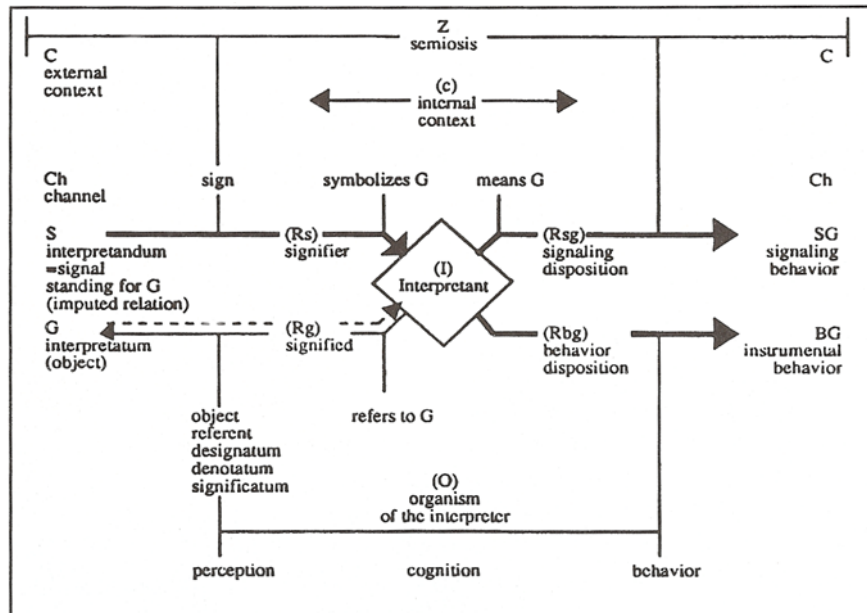 Z
semiosis
C
external
context
C
(c)
internal
context
Ch
channel
sign
symbolizes G
means G
Ch
S
interpretandum
=signal
standing for G
(imputed relation)
(Rs)
signifier
(I)
Interpretant
(Rsg)
signaling
disposition
SG
signaling
behavior
G
interpretatum
(object)
(Rg)
signified
(Rbg)
behavior
disposition
BG
instrumental
behavior
object
referent
designatum
denotatum
significatum
refers to G
(O)
organism
of the interpreter
perception
cognition
behavior